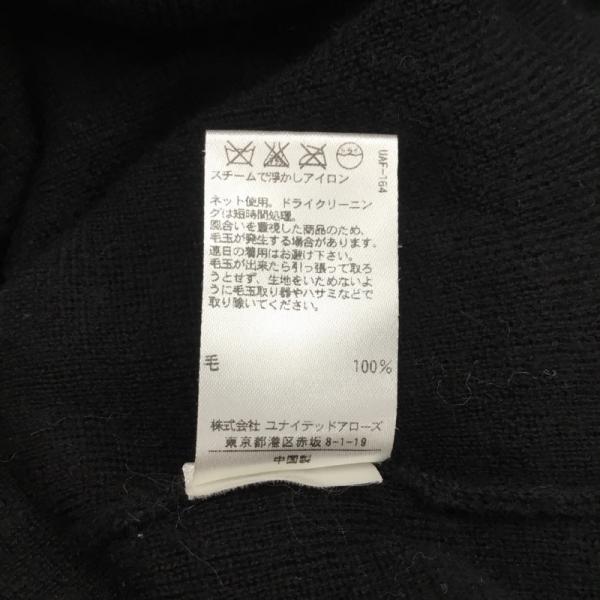 スチームで浮かしアイロン
ネット使用。ドライクリーニン
グは短時間処理。
風合いを重視した商品のため、
毛玉が発生する場合があります。
連日の着用はお避け下さい。
毛玉が出来たら引っ張って取ろ
うとせず、生地をいためないよ
うに毛玉取り器やハサミなどで
取り除いてください。
毛 100%
株式会社 ユナイテッドアローズ
東京都港区赤坂8-1-19
中国製
UAF-164